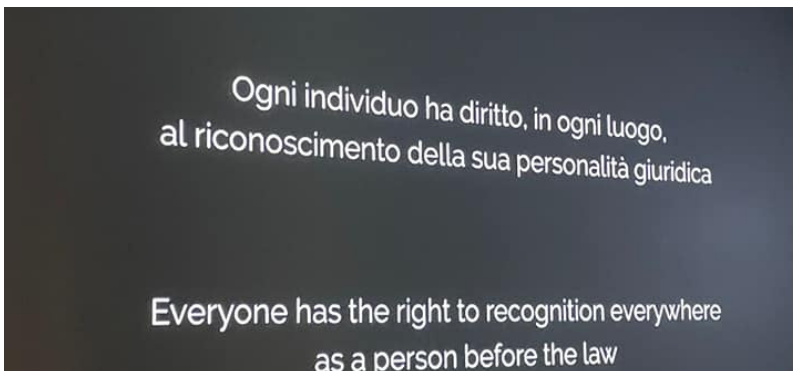 Ogni individuo ha diritto, in ogni luogo,
al riconoscimento della sua personalità giuridica
Everyone has the right to recognition everywhere
as a person before the law